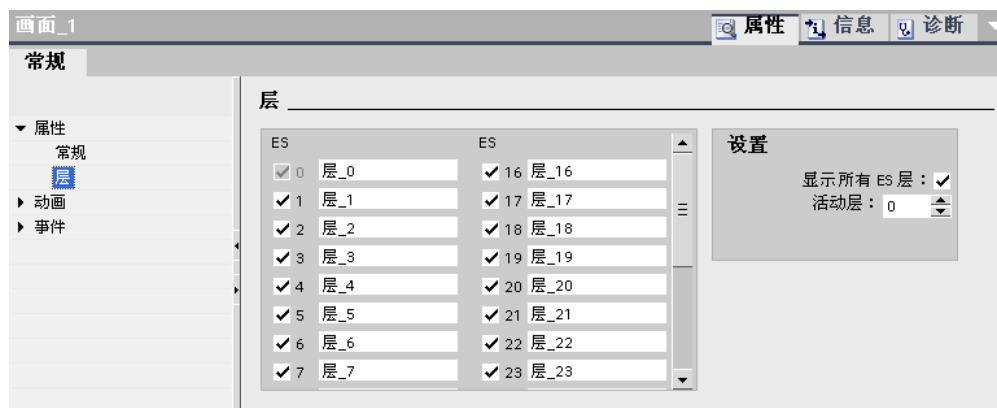 画面_1
属性
信息
诊断
常规
层
属性
常规
层
动画
事件
ES ES
0 层_0 16 层_16
1 层_1 17 层_17
2 层_2 18 层_18
3 层_3 19 层_19
4 层_4 20 层_20
5 层_5 21 层_21
6 层_6 22 层_22
7 层_7 23 层_23
设置
显示所有 ES 层：
活动层： 0